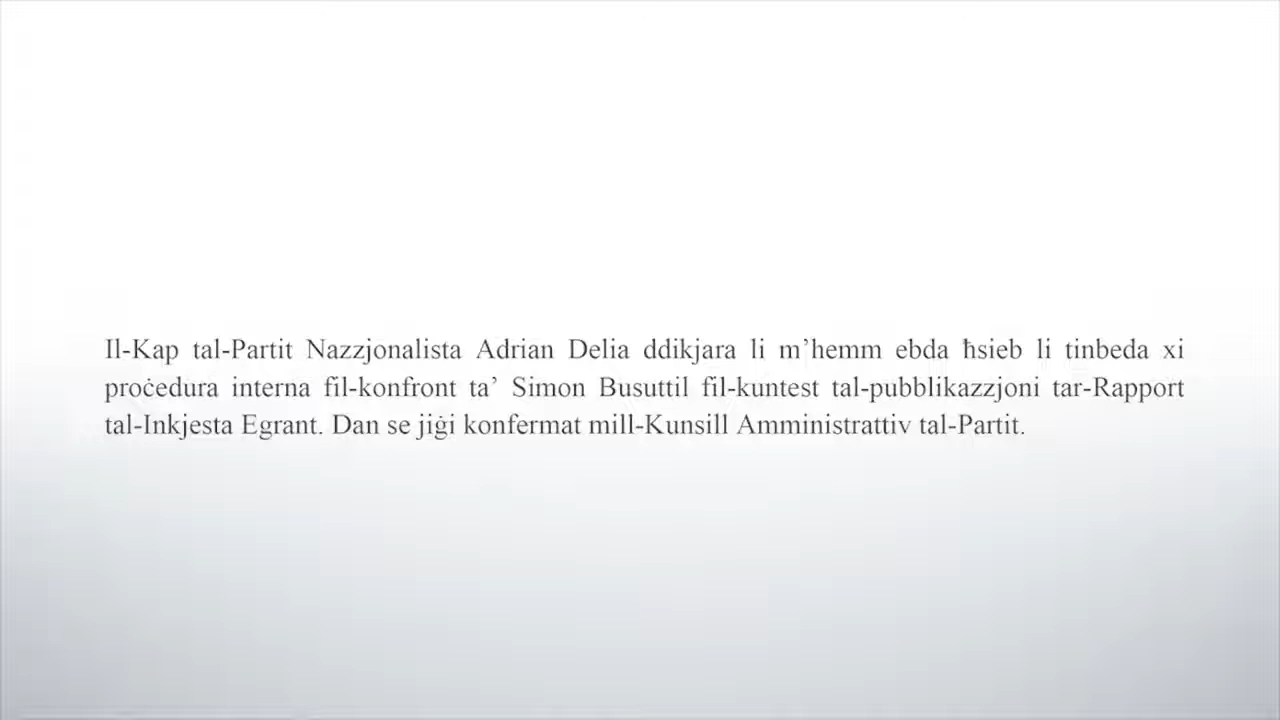 Il-Kap tal-Partit Nazzjonalista Adrian Delia ddikjara li m’hemm ebda ħsieb li tinbeda xi
proċedura interna fil-konfront ta’ Simon Busuttil fil-kuntest tal-pubblikazzjoni tar-Rapport
tal-Inkjesta Egrant. Dan se jiġi konfermat mill-Kunsill Amministrattiv tal-Partit.